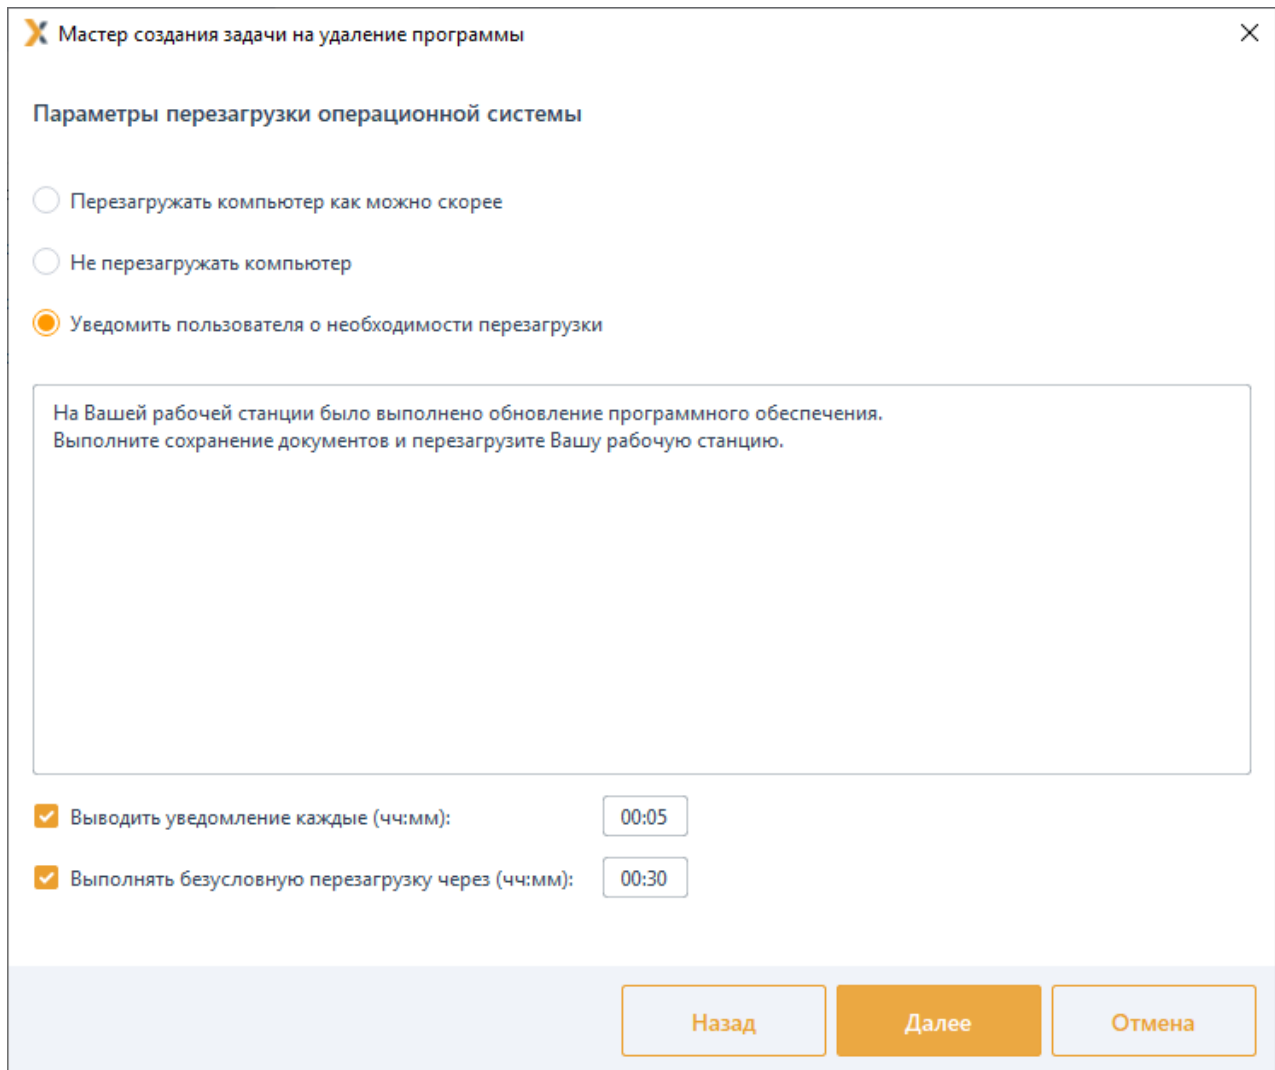 Мастер создания задачи на удаление программы
Параметры перезагрузки операционной системы
Перезагружать компьютер как можно скорее
Не перезагружать компьютер
Уведомить пользователя о необходимости перезагрузки
На Вашей рабочей станции было выполнено обновление программного обеспечения.
Выполните сохранение документов и перезагрузите Вашу рабочую станцию.
Выводить уведомление каждые (чч:мм): 00:05
Выполнять безусловную перезагрузку через (чч:мм): 00:30
Назад Далее Отмена